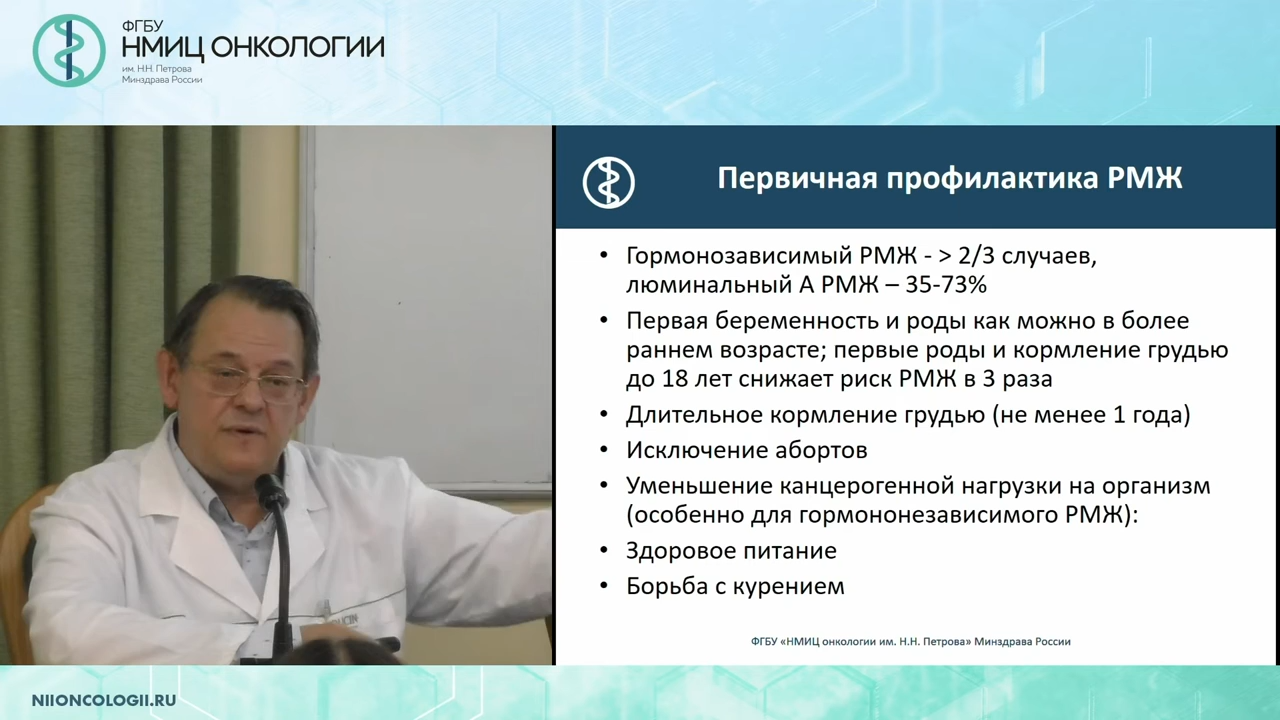 ФГБУ
НМИЦ ОНКОЛОГИИ
им. Н.Н. Петрова
Минздрава России
Первичная профилактика РМЖ
• Гормонозависимый РМЖ - > 2/3 случаев,
люминальный А РМЖ – 35-73%
• Первая беременность и роды как можно в более
раннем возрасте; первые роды и кормление грудью
до 18 лет снижает риск РМЖ в 3 раза
• Длительное кормление грудью (не менее 1 года)
• Исключение абортов
• Уменьшение канцерогенной нагрузки на организм
(особенно для гормононезависимого РМЖ):
• Здоровое питание
• Борьба с курением
ФГБУ «НМИЦ онкологии им. Н.Н. Петрова» Минздрава России
NIIONCOLOGII.RU